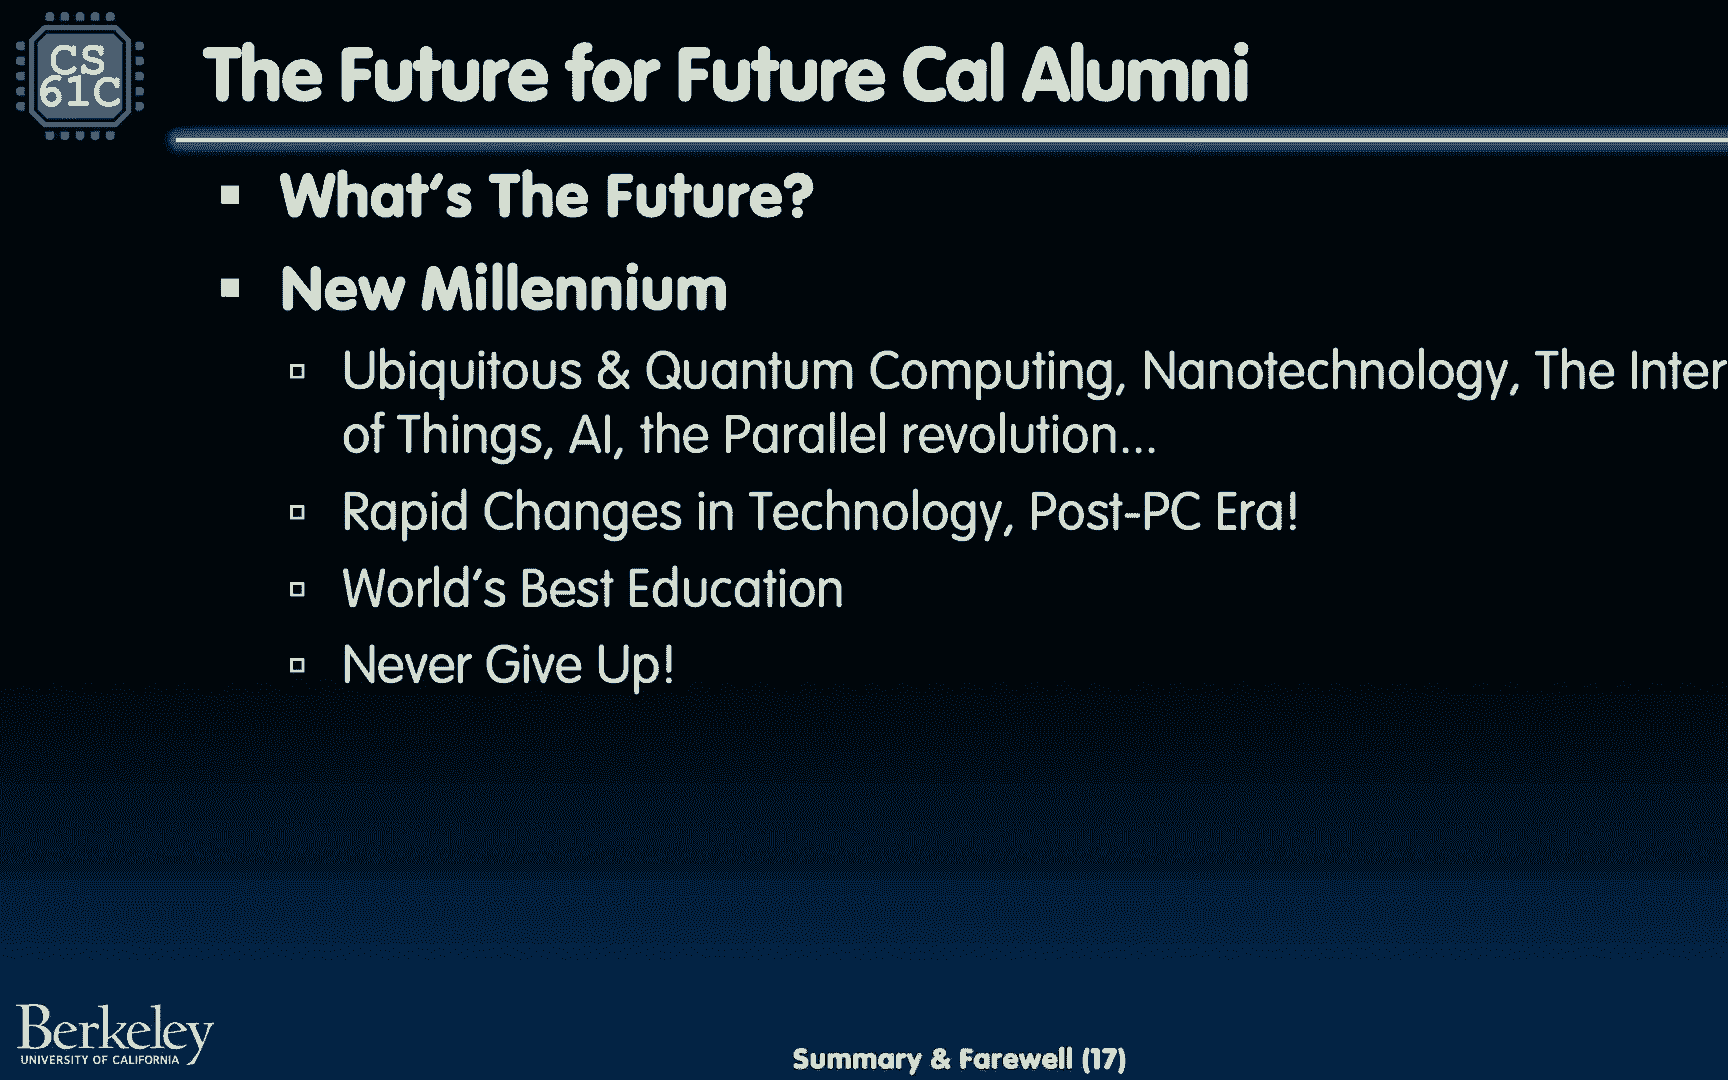 CS
61C
The Future for Future Cal Alumni
What's The Future?
New Millennium
Ubiquitous & Quantum Computing, Nanotechnology, The Inter
of Things, AI, the Parallel revolution...
Rapid Changes in Technology, Post-PC Era!
World's Best Education
Never Give Up!
Berkeley
UNIVERSITY OF CALIFORNIA
Summary & Farewell (17)